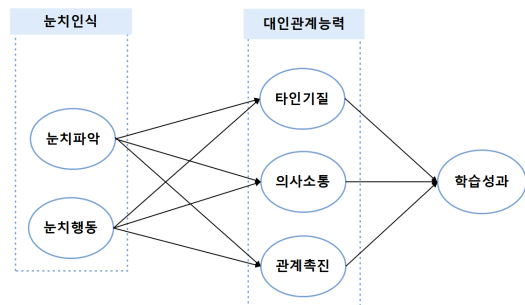 눈치인식
대인관계능력
타인기질
눈치파악
의사소통
학습성과
눈치행동
관계촉진